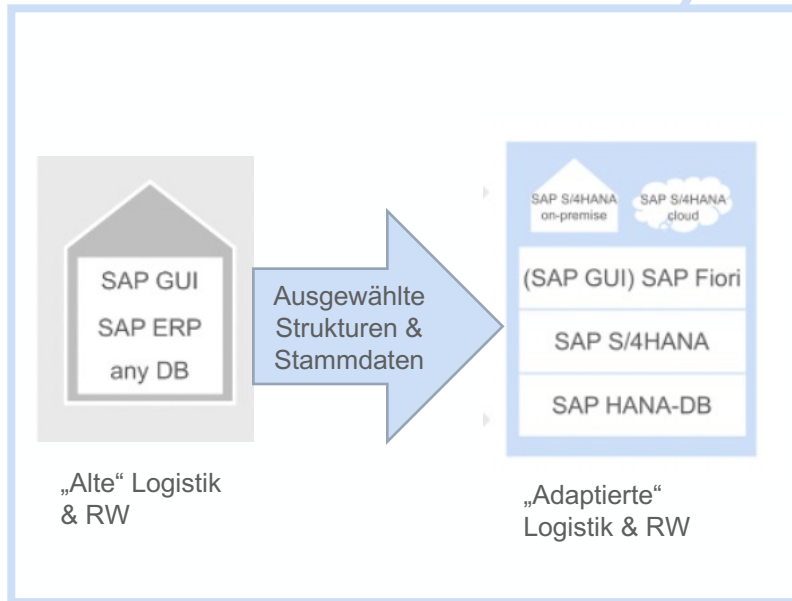 SAP GUI
SAP ERP
any DB
„Alte“ Logistik
& RW
Ausgewählte
Strukturen &
Stammdaten
SAP S/4HANA
on-premise
SAP S/4HANA
cloud
(SAP GUI) SAP Fiori
SAP S/4HANA
SAP HANA-DB
„Adaptierte“
Logistik & RW